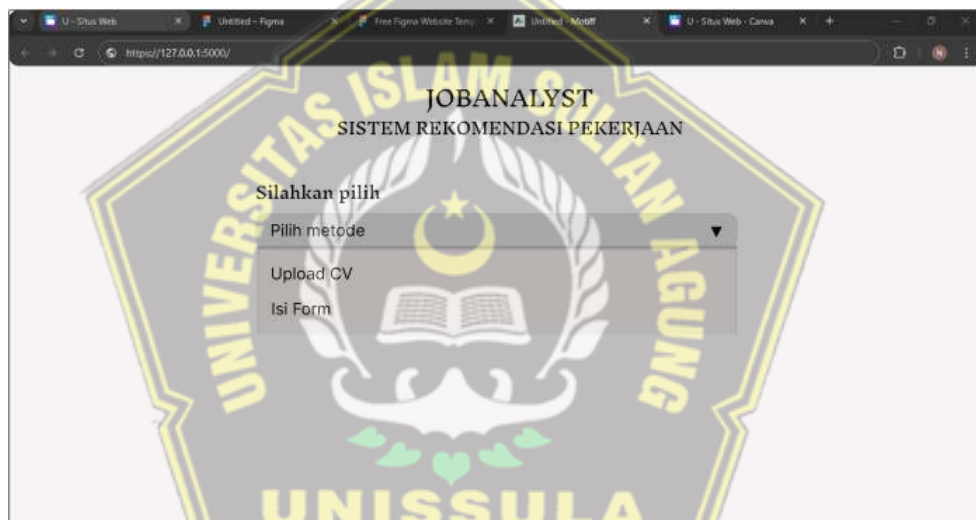 U - Situs Web
Untitled – Figma
Free Figma Website Temp
Untitled - Motiff
U - Situs Web - Canva
https://127.0.0.1:5000/
N
JOBANALYST
SISTEM REKOMENDASI PEKERJAAN
Silahkan pilih
Pilih metode
Upload CV
Isi Form
UNIVERSITAS ISLAM SULTAN AGUNG
UNISSULA